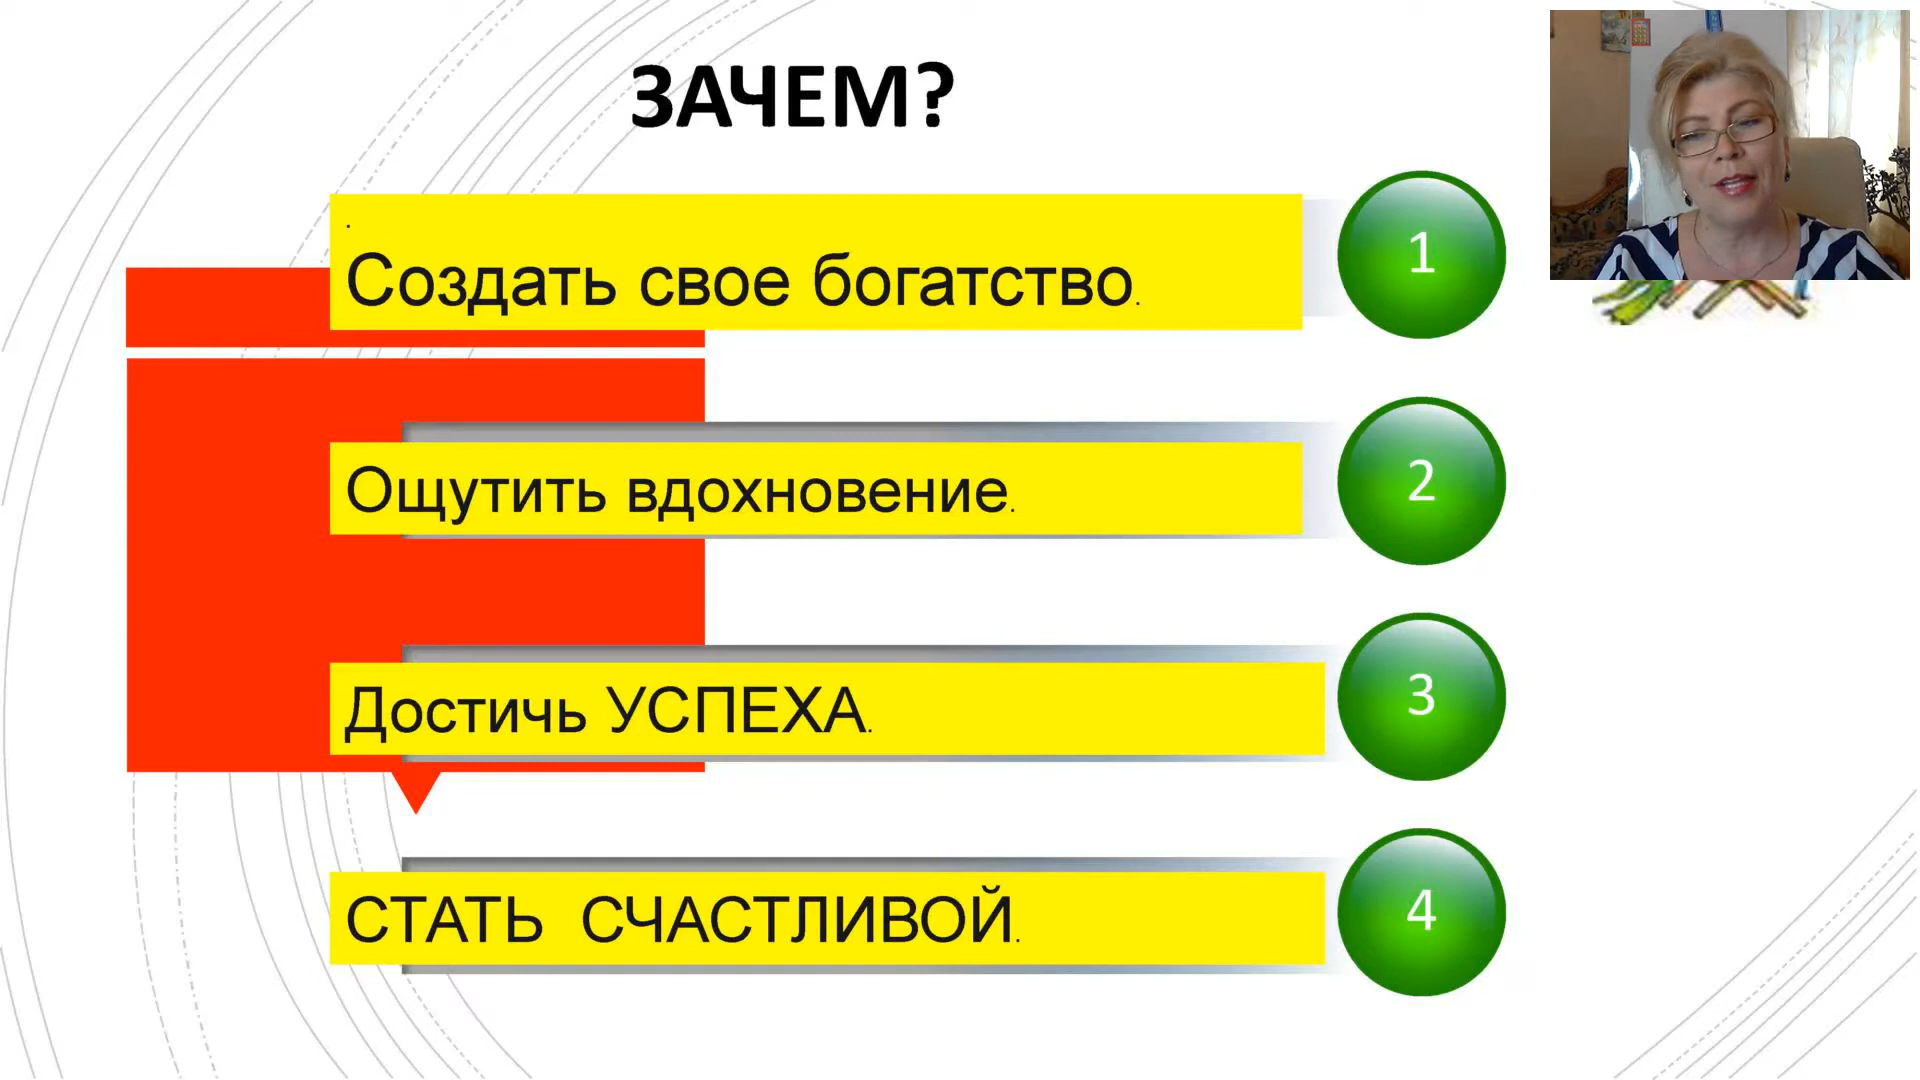 ЗАЧЕМ?
.
Создать свое богатство.
1
Ощутить вдохновение.
2
Достичь УСПЕХА.
3
СТАТЬ СЧАСТЛИВОЙ.
4